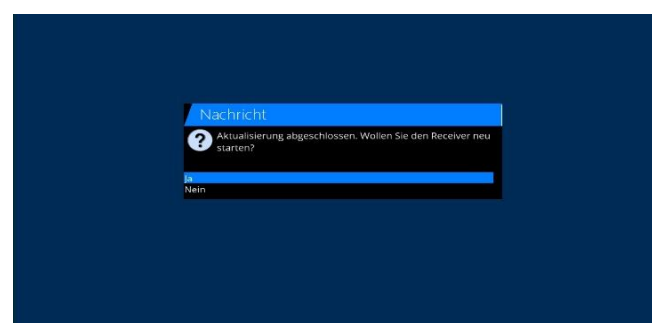 Nachricht
Aktualisierung abgeschlossen. Wollen Sie den Receiver neu
starten?
Ja
Nein